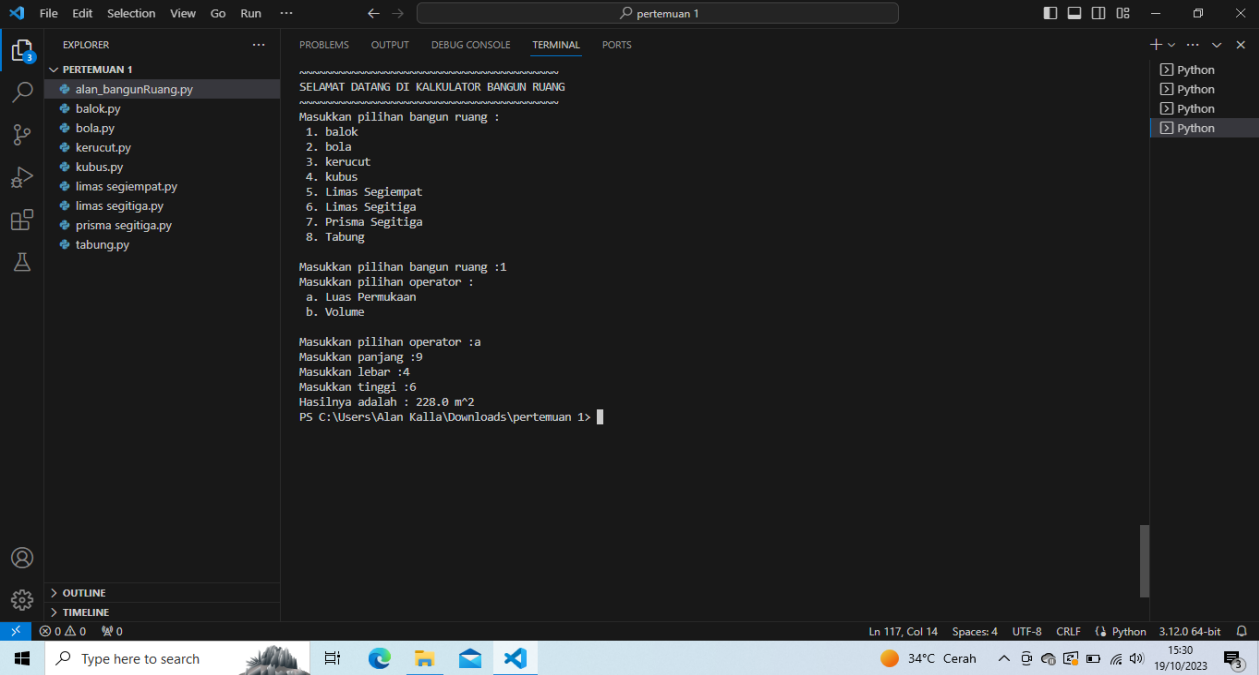 File Edit Selection View Go Run ··· pertemuan 1
EXPLORER ···
PERTEMUAN 1
alan_bangunRuang.py
balok.py
bola.py
kerucut.py
kubus.py
limas segiempat.py
limas segitiga.py
prisma segitiga.py
tabung.py
OUTLINE
TIMELINE
3
PROBLEMS OUTPUT DEBUG CONSOLE TERMINAL PORTS
~~~~~~~~~~~~~~~~~~~~~~~~~~~~~~~~~~~~~~~~
SELAMAT DATANG DI KALKULATOR BANGUN RUANG
~~~~~~~~~~~~~~~~~~~~~~~~~~~~~~~~~~~~~~~~
Masukkan pilihan bangun ruang :
1. balok
2. bola
3. kerucut
4. kubus
5. Limas Segiempat
6. Limas Segitiga
7. Prisma Segitiga
8. Tabung
Masukkan pilihan bangun ruang :1
Masukkan pilihan operator :
a. Luas Permukaan
b. Volume
Masukkan pilihan operator :a
Masukkan panjang :9
Masukkan lebar :4
Masukkan tinggi :6
Hasilnya adalah : 228.0 m^2
PS C:\Users\Alan Kalla\Downloads\pertemuan 1>
Python
Python
Python
Python
0 0 0 Ln 117, Col 14 Spaces: 4 UTF-8 CRLF Python 3.12.0 64-bit
Type here to search 34°C Cerah 15:30
19/10/2023
3